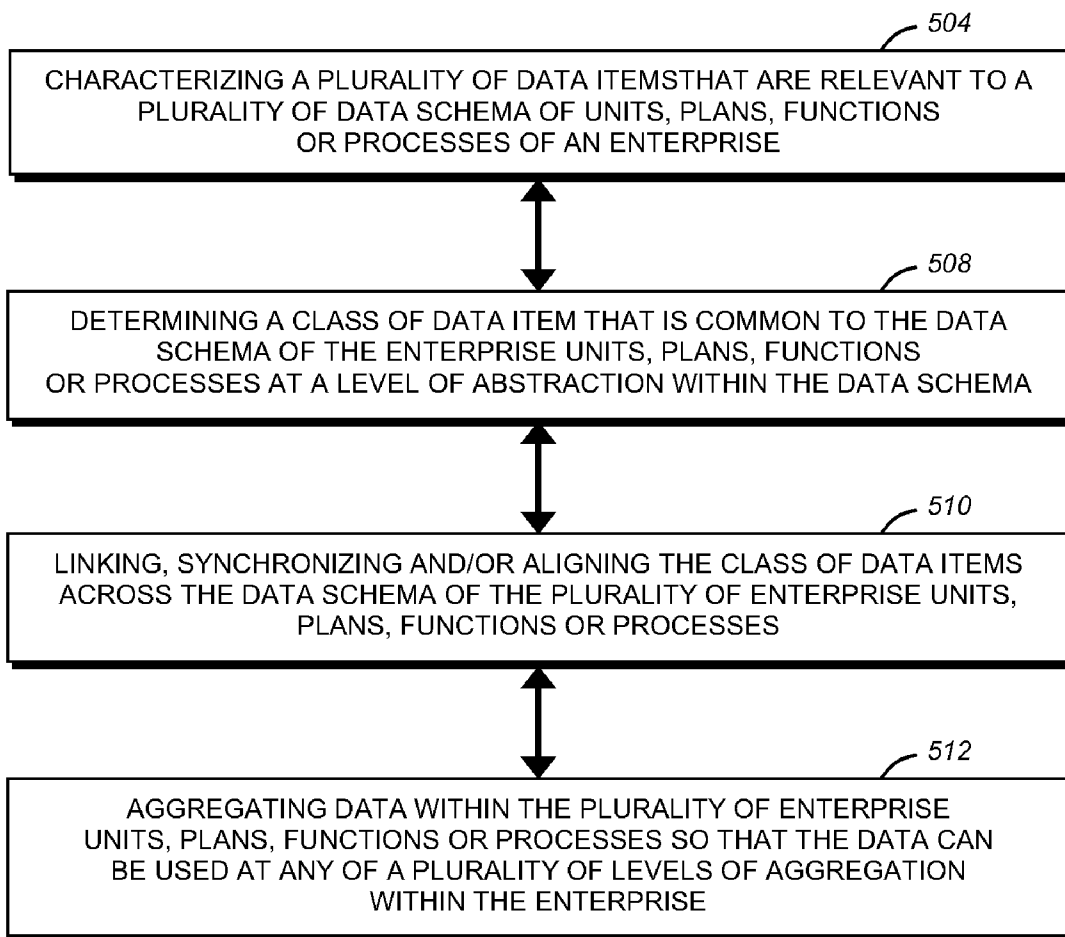 504
CHARACTERIZING A PLURALITY OF DATA ITEMSTHAT ARE RELEVANT TO A
PLURALITY OF DATA SCHEMA OF UNITS, PLANS, FUNCTIONS
OR PROCESSES OF AN ENTERPRISE
508
DETERMINING A CLASS OF DATA ITEM THAT IS COMMON TO THE DATA
SCHEMA OF THE ENTERPRISE UNITS, PLANS, FUNCTIONS
OR PROCESSES AT A LEVEL OF ABSTRACTION WITHIN THE DATA SCHEMA
510
LINKING, SYNCHRONIZING AND/OR ALIGNING THE CLASS OF DATA ITEMS
ACROSS THE DATA SCHEMA OF THE PLURALITY OF ENTERPRISE UNITS,
PLANS, FUNCTIONS OR PROCESSES
512
AGGREGATING DATA WITHIN THE PLURALITY OF ENTERPRISE
UNITS, PLANS, FUNCTIONS OR PROCESSES SO THAT THE DATA CAN
BE USED AT ANY OF A PLURALITY OF LEVELS OF AGGREGATION
WITHIN THE ENTERPRISE